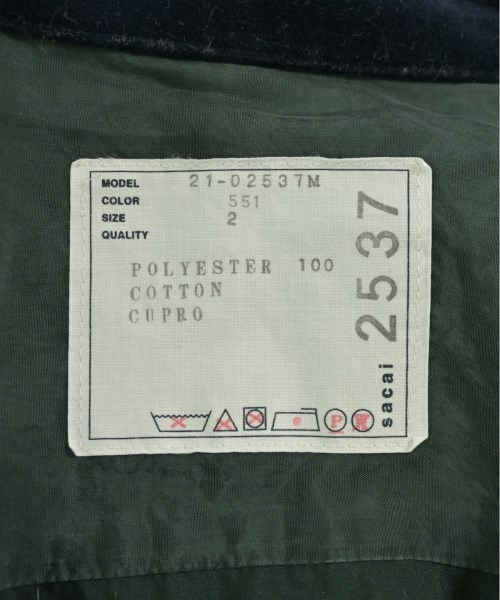 MODEL 21-02537M
COLOR 551
SIZE 2
QUALITY
POLYESTER 100
COTTON
CUPRO
sacai 2537
P